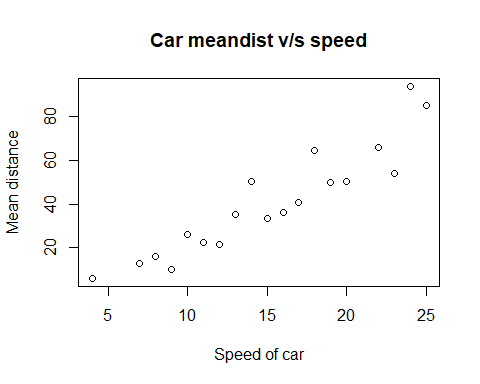 Car meandist v/s speed
80
60
40
20
Mean distance
5 10 15 20 25
Speed of car